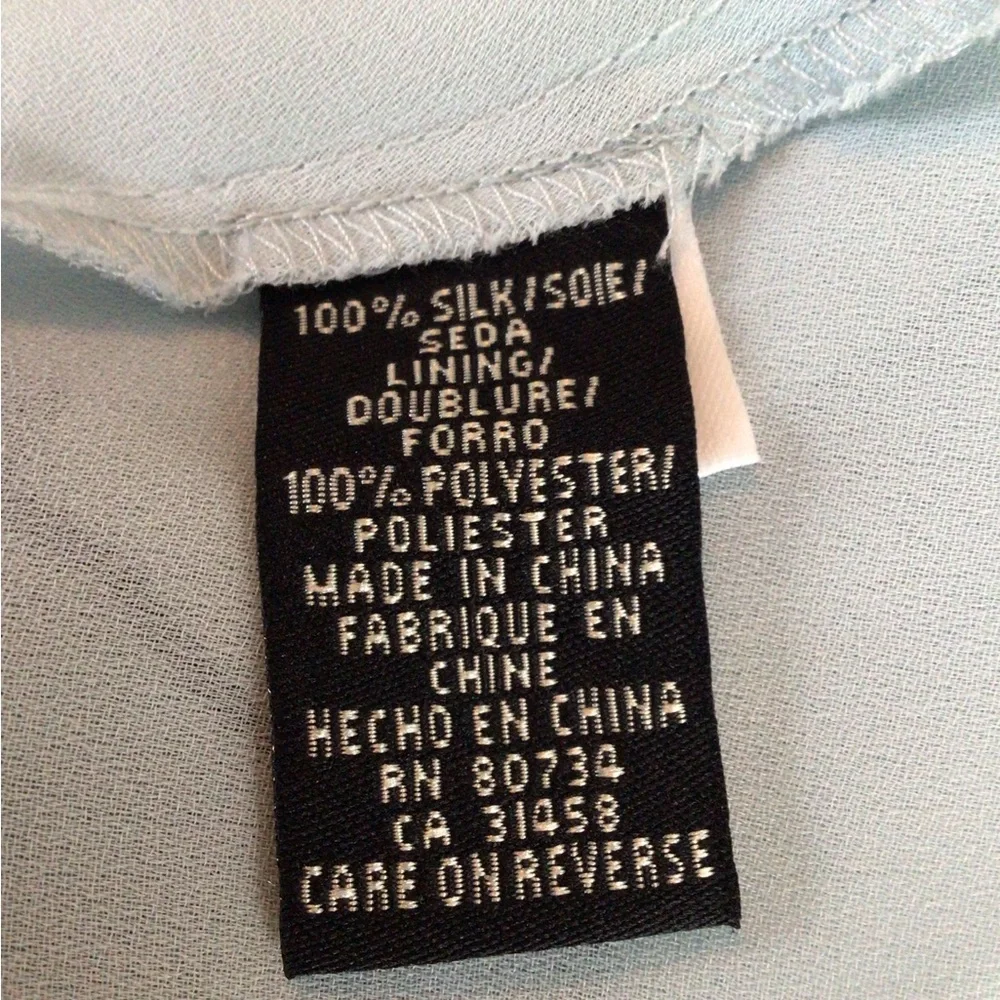 100% SILK/SOIE/
SEDA
LINING/
DOUBLURE/
FORRO
100% POLYESTER/
POLIESTER
MADE IN CHINA
FABRIQUE EN
CHINE
HECHO EN CHINA
RN 80734
CA 31458
CARE ON REVERSE